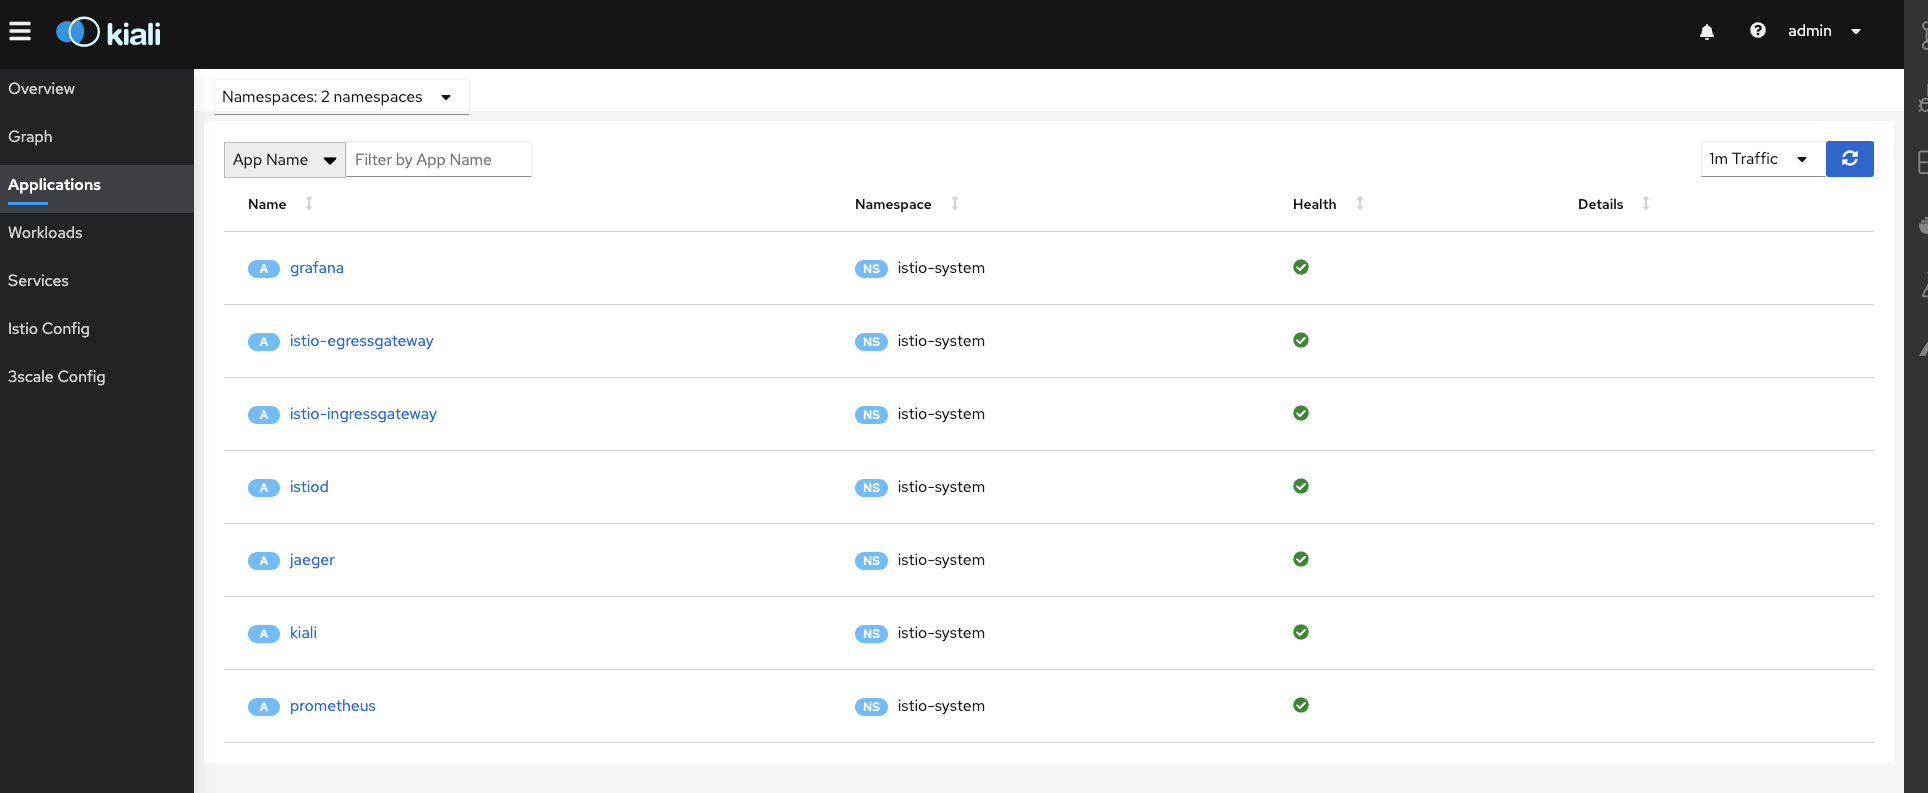 kiali
admin
Overview
Graph
Applications
Workloads
Services
Istio Config
3scale Config
Namespaces: 2 namespaces
App Name Filter by App Name 1m Traffic
Name Namespace Health Details
A grafana NS istio-system
A istio-egressgateway NS istio-system
A istio-ingressgateway NS istio-system
A istiod NS istio-system
A jaeger NS istio-system
A kiali NS istio-system
A prometheus NS istio-system